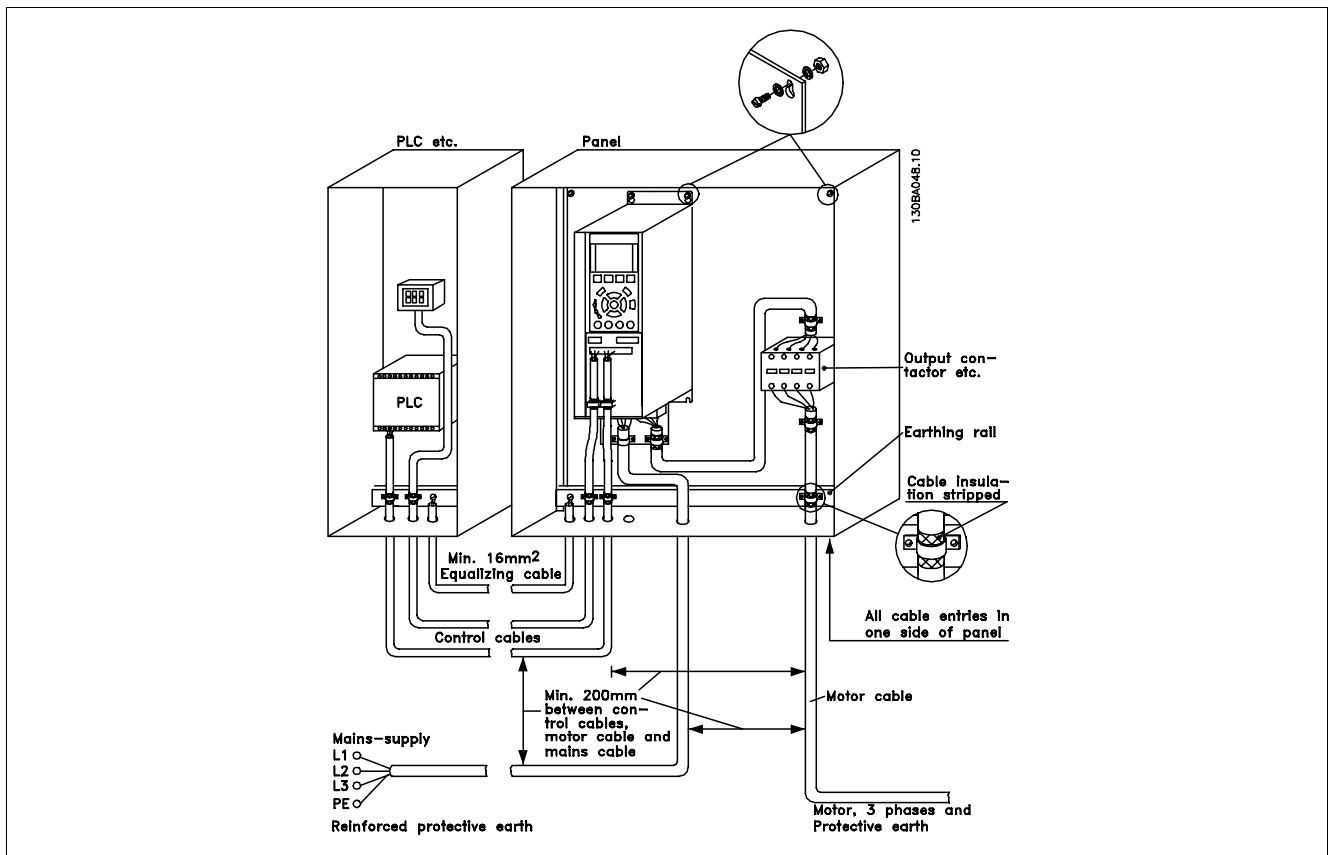 PLC etc.
Panel
130BA048.10
PLC
Output con-
tactor etc.
Earthing rail
Cable insula-
tion stripped
Min. 16mm2
Equalizing cable
All cable entries in
one side of panel
Control cables
Min. 200mm
between con-
trol cables,
motor cable and
mains cable
Motor cable
Mains-supply
L1
L2
L3
PE
Reinforced protective earth
Motor, 3 phases and
Protective earth